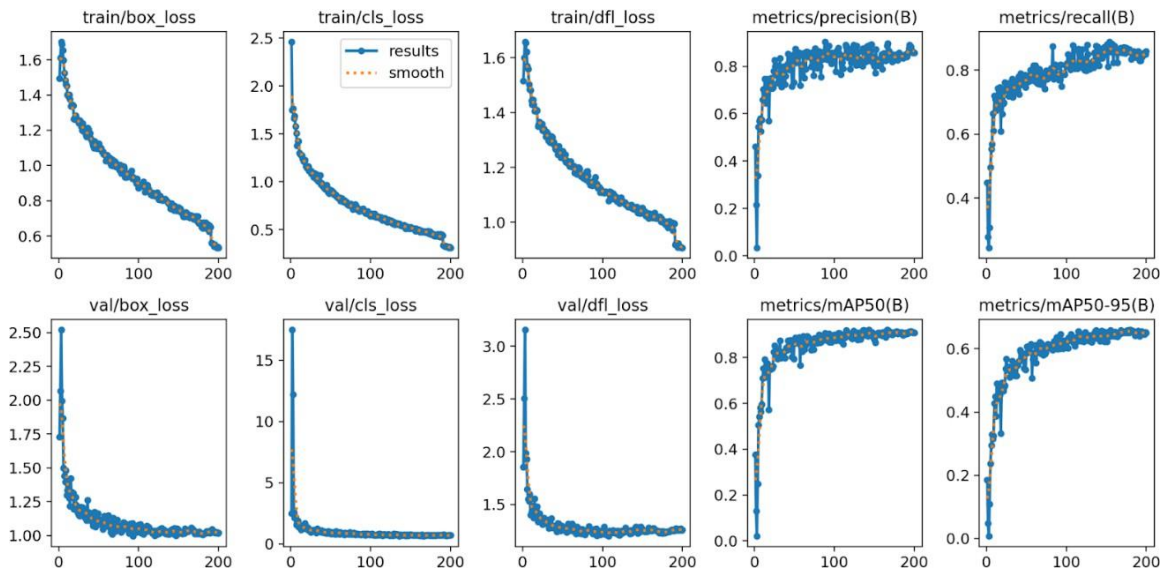 train/box_loss
train/cls_loss
train/dfl_loss
metrics/precision(B)
metrics/recall(B)
1.6
1.4
1.2
1.0
0.8
0.6
0 100 200
2.5
2.0
1.5
1.0
0.5
0 100 200
results
smooth
1.6
1.4
1.2
1.0
0 100 200
0.8
0.6
0.4
0.2
0.0
0 100 200
0.8
0.6
0.4
0 100 200
val/box_loss
val/cls_loss
val/dfl_loss
metrics/mAP50(B)
metrics/mAP50-95(B)
2.50
2.25
2.00
1.75
1.50
1.25
1.00
0 100 200
15
10
5
0
0 100 200
3.0
2.5
2.0
1.5
0 100 200
0.8
0.6
0.4
0.2
0.0
0 100 200
0.6
0.4
0.2
0.0
0 100 200